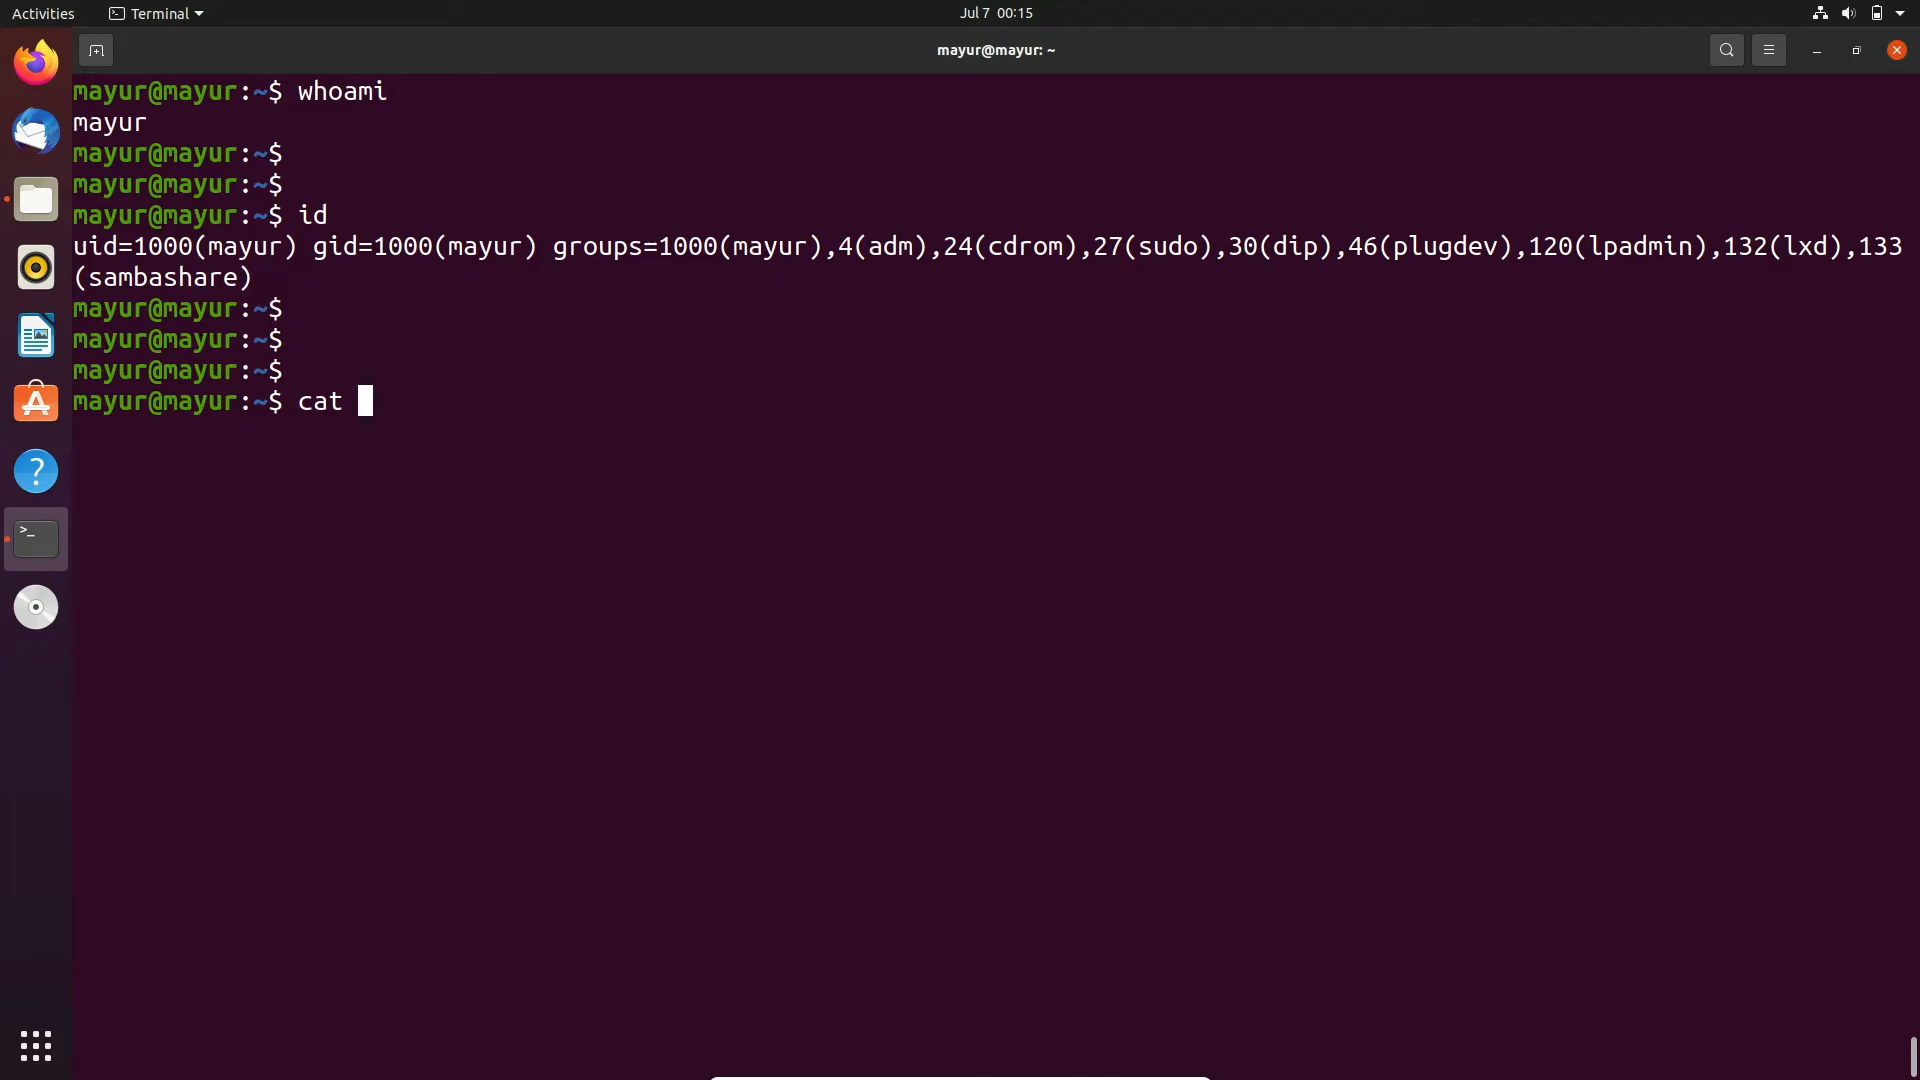 Activities
Terminal
Jul 7 00:15
mayur@mayur: ~
mayur@mayur:~$ whoami
mayur
mayur@mayur:~$
mayur@mayur:~$
mayur@mayur:~$ id
uid=1000(mayur) gid=1000(mayur) groups=1000(mayur),4(adm),24(cdrom),27(sudo),30(dip),46(plugdev),120(lpadmin),132(lxd),133
(sambashare)
mayur@mayur:~$
mayur@mayur:~$
mayur@mayur:~$
mayur@mayur:~$ cat